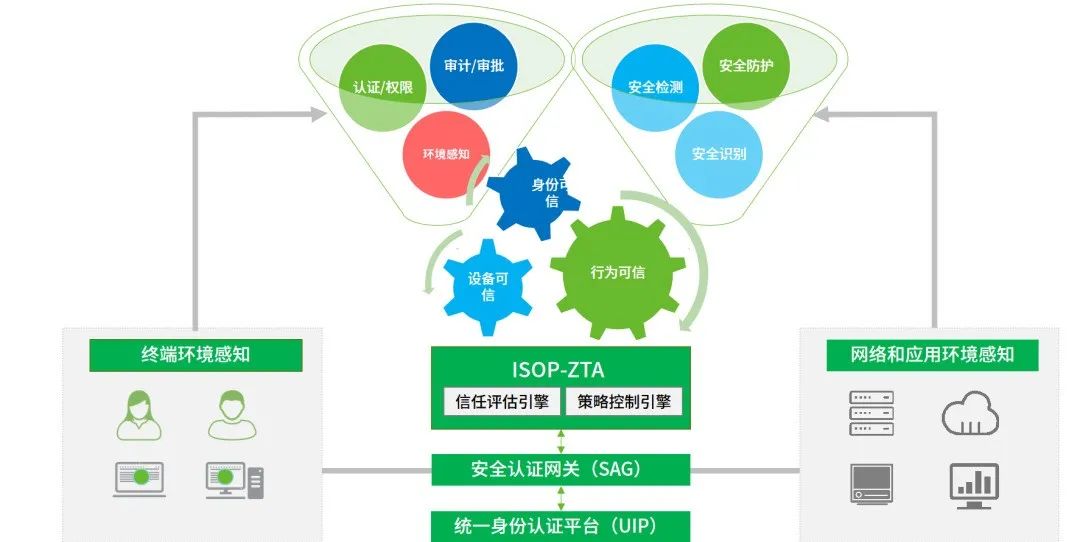 审计/审批
认证/权限
环境感知
安全防护
安全检测
安全识别
身份可
信
设备可
信
行为可信
终端环境感知
网络和应用环境感知
ISOP-ZTA
信任评估引擎
策略控制引擎
安全认证网关（SAG）
统一身份认证平台（UIP）